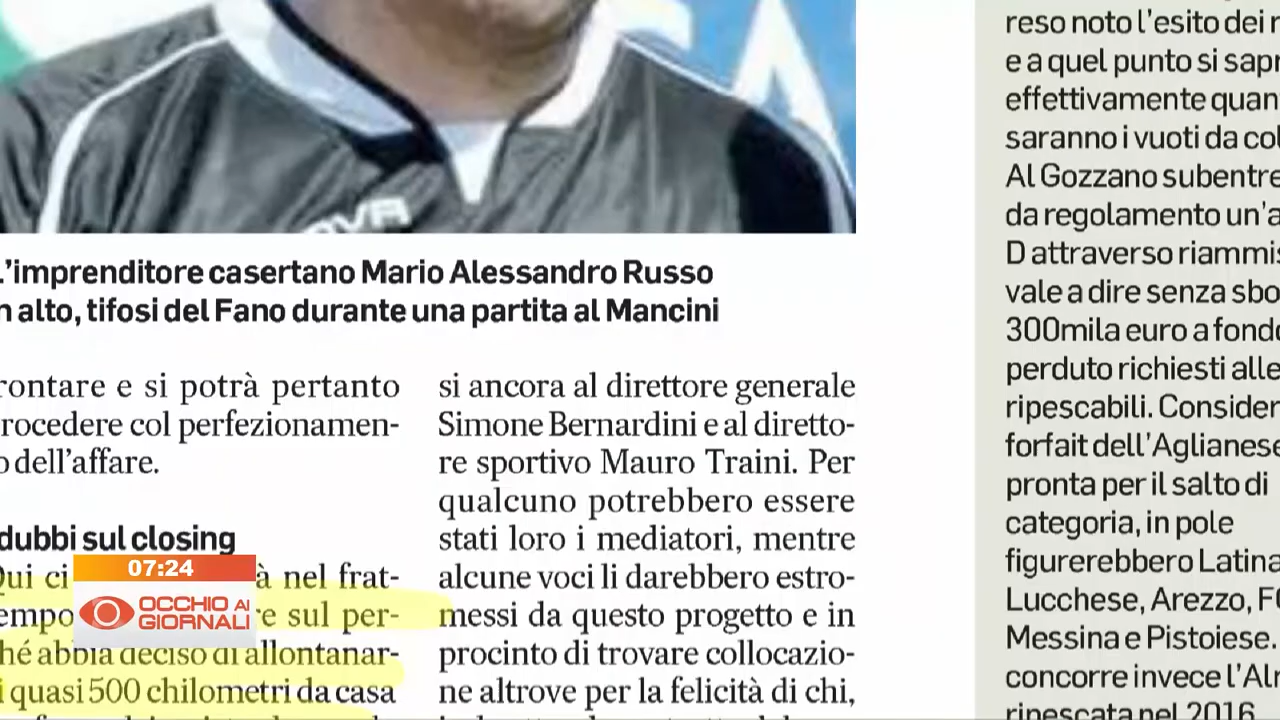 L'imprenditore casertano Mario Alessandro Russo
n alto, tifosi del Fano durante una partita al Mancini
rontare e si potrà pertanto
rocedere col perfezionamen-
o dell'affare.
dubbi sul closing
Qui ci à nel frat-
empo re sul per-
hé abbia deciso di allontanar-
i quasi 500 chilometri da casa
si ancora al direttore generale
Simone Bernardini e al diretto-
re sportivo Mauro Traini. Per
qualcuno potrebbero essere
stati loro i mediatori, mentre
alcune voci li darebbero estro-
messi da questo progetto e in
procinto di trovare collocazio-
ne altrove per la felicità di chi,
reso noto l'esito dei r
e a quel punto si sapr
effettivamente quan
saranno i vuoti da co
Al Gozzano subentre
da regolamento un'a
D attraverso riammis
vale a dire senza sbo
300mila euro a fondo
perduto richiesti alle
ripescabili. Consider
forfait dell'Aglianese
pronta per il salto di
categoria, in pole
figurerebbero Latina
Lucchese, Arezzo, FC
Messina e Pistoiese.
concorre invece l'Alm
ripescata nel 2016
07:24
OCCHIO AI
GIORNALI